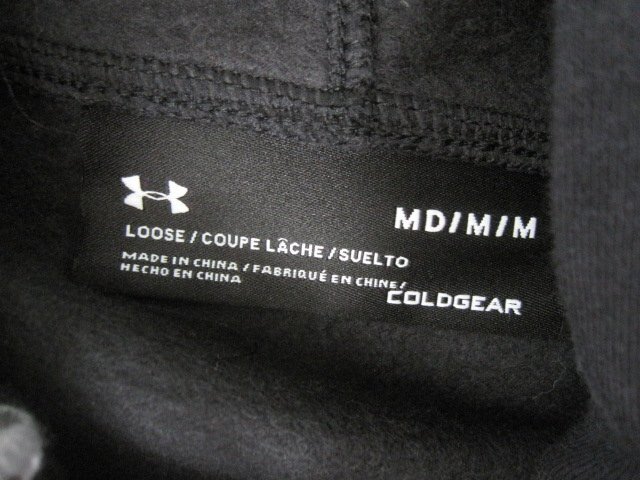 MD/M/M
LOOSE / COUPE LÂCHE / SUELTO
MADE IN CHINA / FABRIQUÉ EN CHINE/
HECHO EN CHINA
COLDGEAR